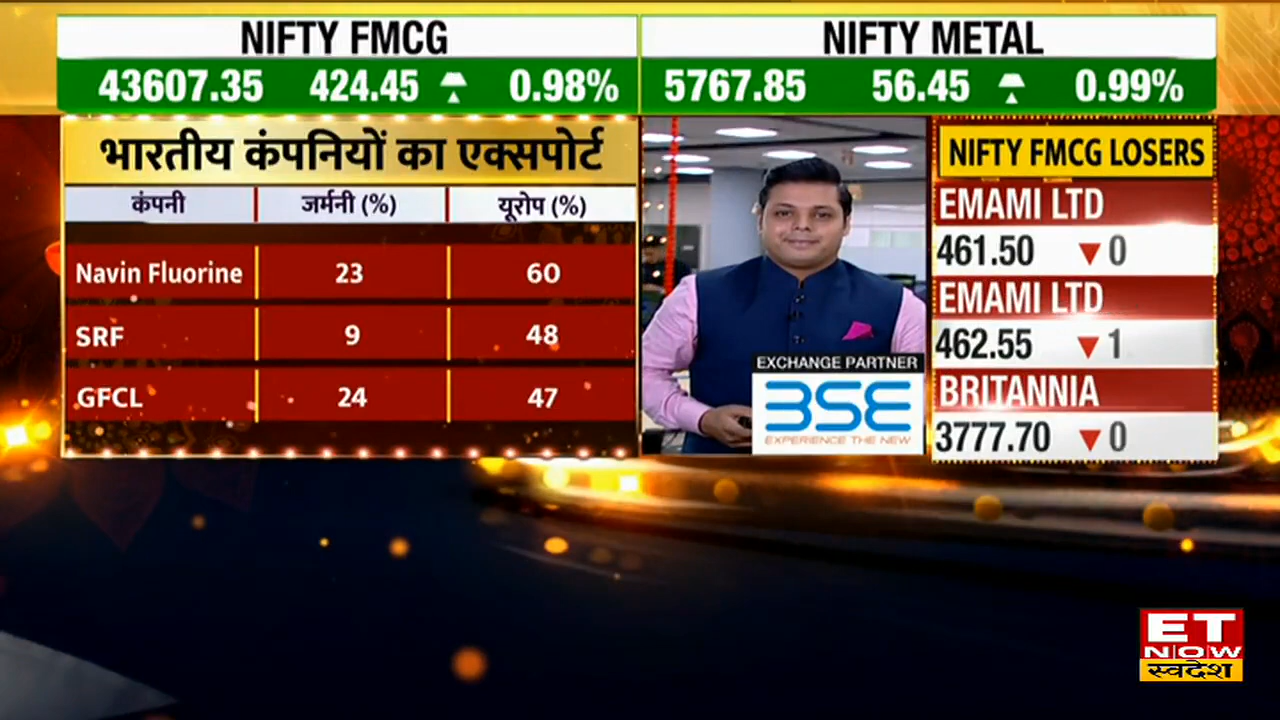 NIFTY FMCG
43607.35 424.45 0.98%
NIFTY METAL
5767.85 56.45 0.99%
भारतीय कंपनियों का एक्सपोर्ट
कंपनी जर्मनी (%) यूरोप (%)
Navin Fluorine 23 60
SRF 9 48
GFCL 24 47
EXCHANGE PARTNER
BSE
EXPERIENCE THE NEW
NIFTY FMCG LOSERS
EMAMI LTD
461.50 ▼0
EMAMI LTD
462.55 ▼1
BRITANNIA
3777.70 ▼0
ET
NOW
स्वदेश